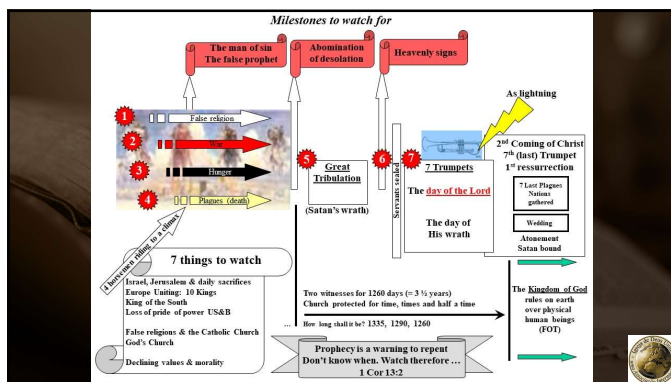 Milestones to watch for
The man of sin
The false prophet
Abomination
of desolation
Heavenly signs
As lightning
1
False religion
2
War
3
Hunger
4
Plagues (death)
4 horsemen riding to a climax
5
Great
Tribulation
(Satan's wrath)
6
Servants sealed
7
7 Trumpets
The day of the Lord
The day of
His wrath
2nd Coming of Christ
7th (last) Trumpet
1st ressurrection
7 Last Plagues
Nations
gathered
Wedding
Atonement
Satan bound
7 things to watch
Israel, Jerusalem & daily sacrifices
Europe Uniting: 10 Kings
King of the South
Loss of pride of power US&B
False religions & the Catholic Church
God's Church
Declining values & morality
Two witnesses for 1260 days (= 3 ½ years)
Church protected for time, times and half a time
... How long shall it be? 1335, 1290, 1260
The Kingdom of God
rules on earth
over physical
human beings
(FOT)
Prophecy is a warning to repent
Don't know when. Watch therefore ...
1 Cor 13:2